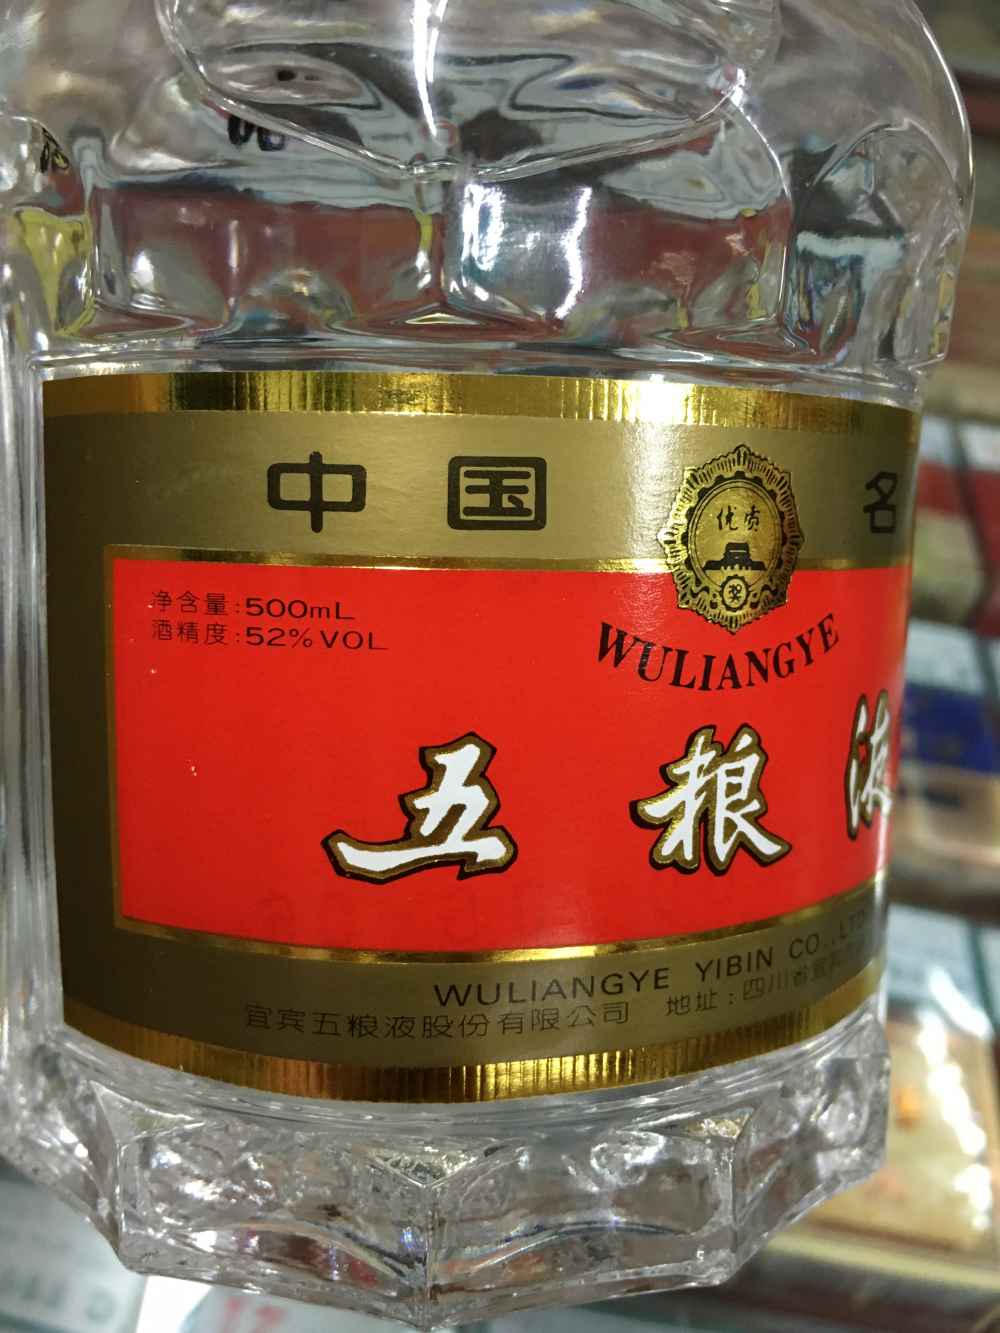 中国 名
优质
奖
净含量:500mL
酒精度:52%VOL
WULIANGYE
五粮液
WULIANGYE YIBIN CO.,LTD
宜宾五粮液股份有限公司 地址:四川省宜